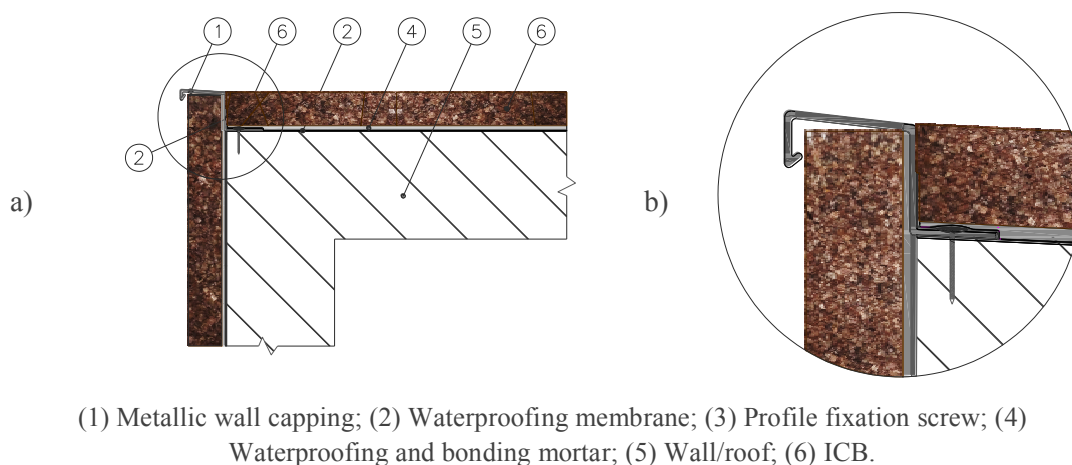 1 6 2 4 5 6
2
a) b)
(1) Metallic wall capping; (2) Waterproofing membrane; (3) Profile fixation screw; (4)
Waterproofing and bonding mortar; (5) Wall/roof; (6) ICB.